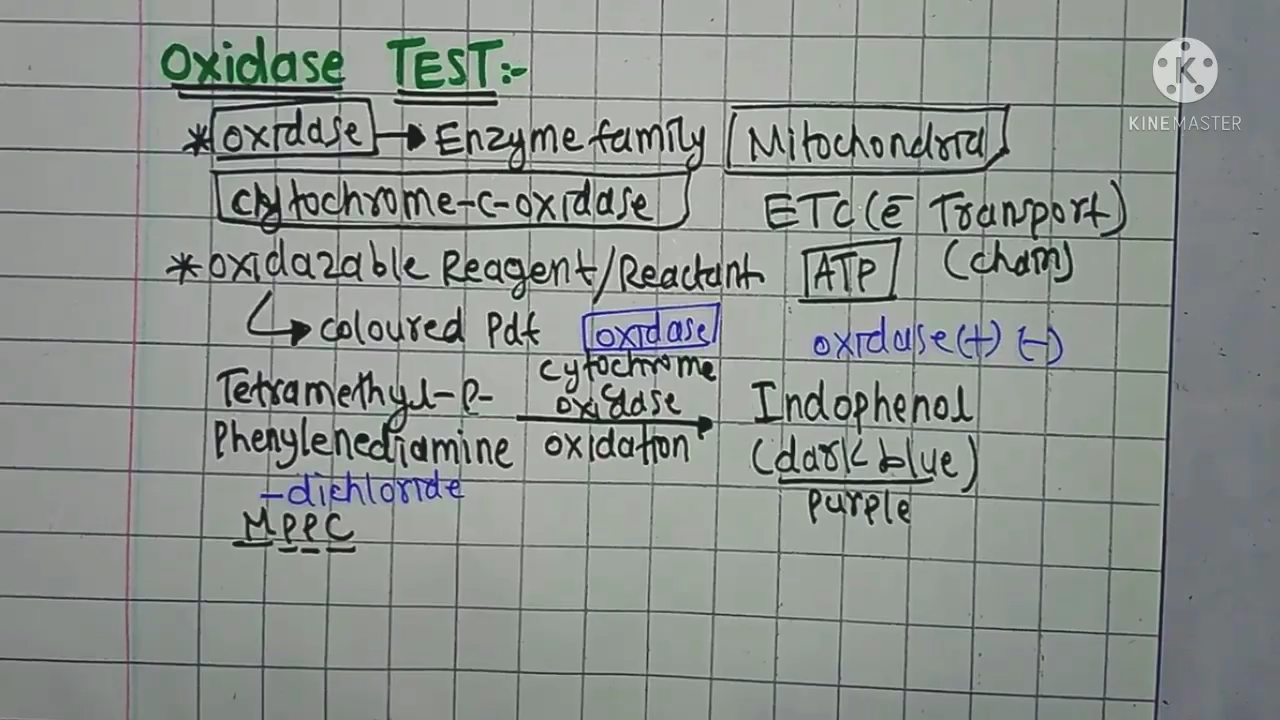 Oxidase TEST:-
K
KINEMASTER
* oxidase → Enzyme family Mitochondria
Cytochrome-c-oxidase ETC(ē Transport)
(chain)
* oxidazable Reagent/Reactant ATP
↳ coloured Pdt oxidase oxidase(+) (-)
Tetramethyl-P- cytochrome C oxidase Indophenol
Phenylenediamine oxidation (dark blue)
-dichloride purple
MPPC